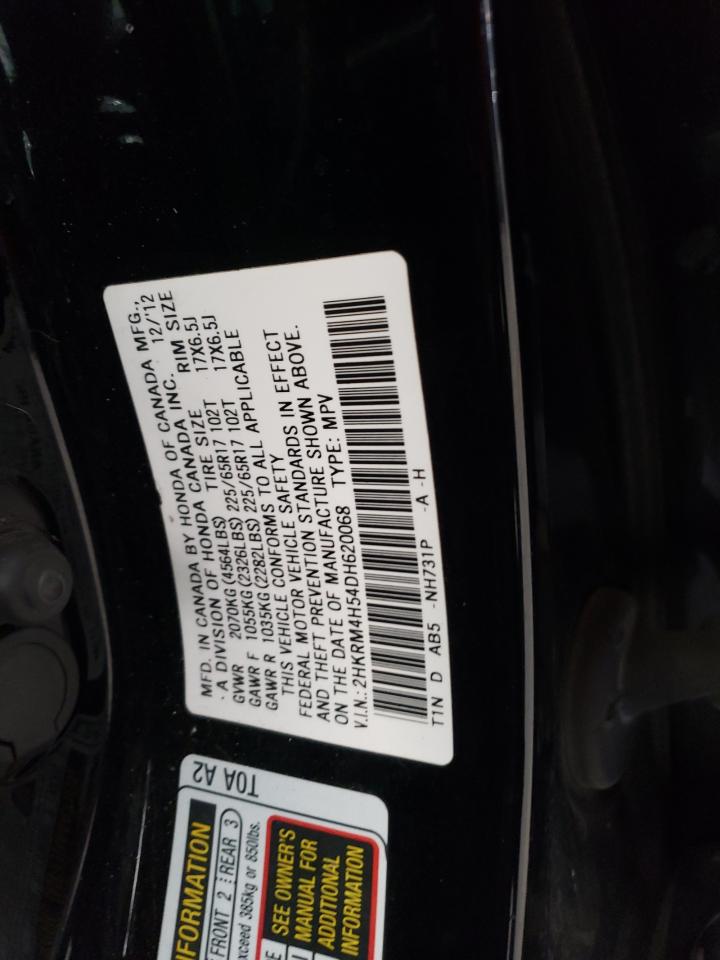 MFD. IN CANADA BY HONDA OF CANADA MFG.,
A DIVISION OF HONDA CANADA INC. 12/'12
TIRE SIZE RIM SIZE
GVWR 2070KG(4564LBS)
GAWR F 1055KG(2326LBS) 225/65R17 102T 17X6.5J
GAWR R 1035KG(2282LBS) 225/65R17 102T 17X6.5J
THIS VEHICLE CONFORMS TO ALL APPLICABLE
FEDERAL MOTOR VEHICLE SAFETY
AND THEFT PREVENTION STANDARDS IN EFFECT
ON THE DATE OF MANUFACTURE SHOWN ABOVE.
V.I.N.: 2HKRM4H54DH620068 TYPE: MPV
T1N D AB5 -NH731P -A -H
T0A A2
INFORMATION
FRONT 2 REAR 3
exceed 385kg or 850lbs.
SEE OWNER'S
MANUAL FOR
ADDITIONAL
INFORMATION